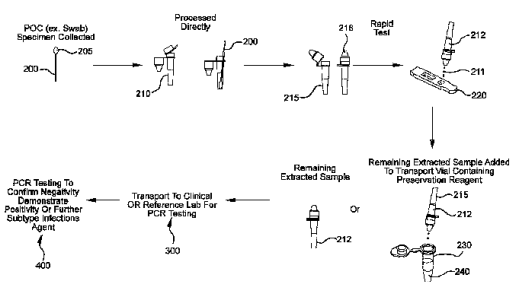 POC (ex. Swab)
Specimen Collected
205
200
Processed
Directly
200
210
216
215
Rapid
Test
212
211
220
Remaining Extracted Sample Added
To Transport Vial Containing
Preservation Reagent
215
212
230
240
Or
Remaining
Extracted Sample
212
Transport To Clinical
OR Reference Lab For
PCR Testing
300
PCR Testing To
Confirm Negativity
Demonstrate
Positivity Or Further
Subtype Infections
Agent
400